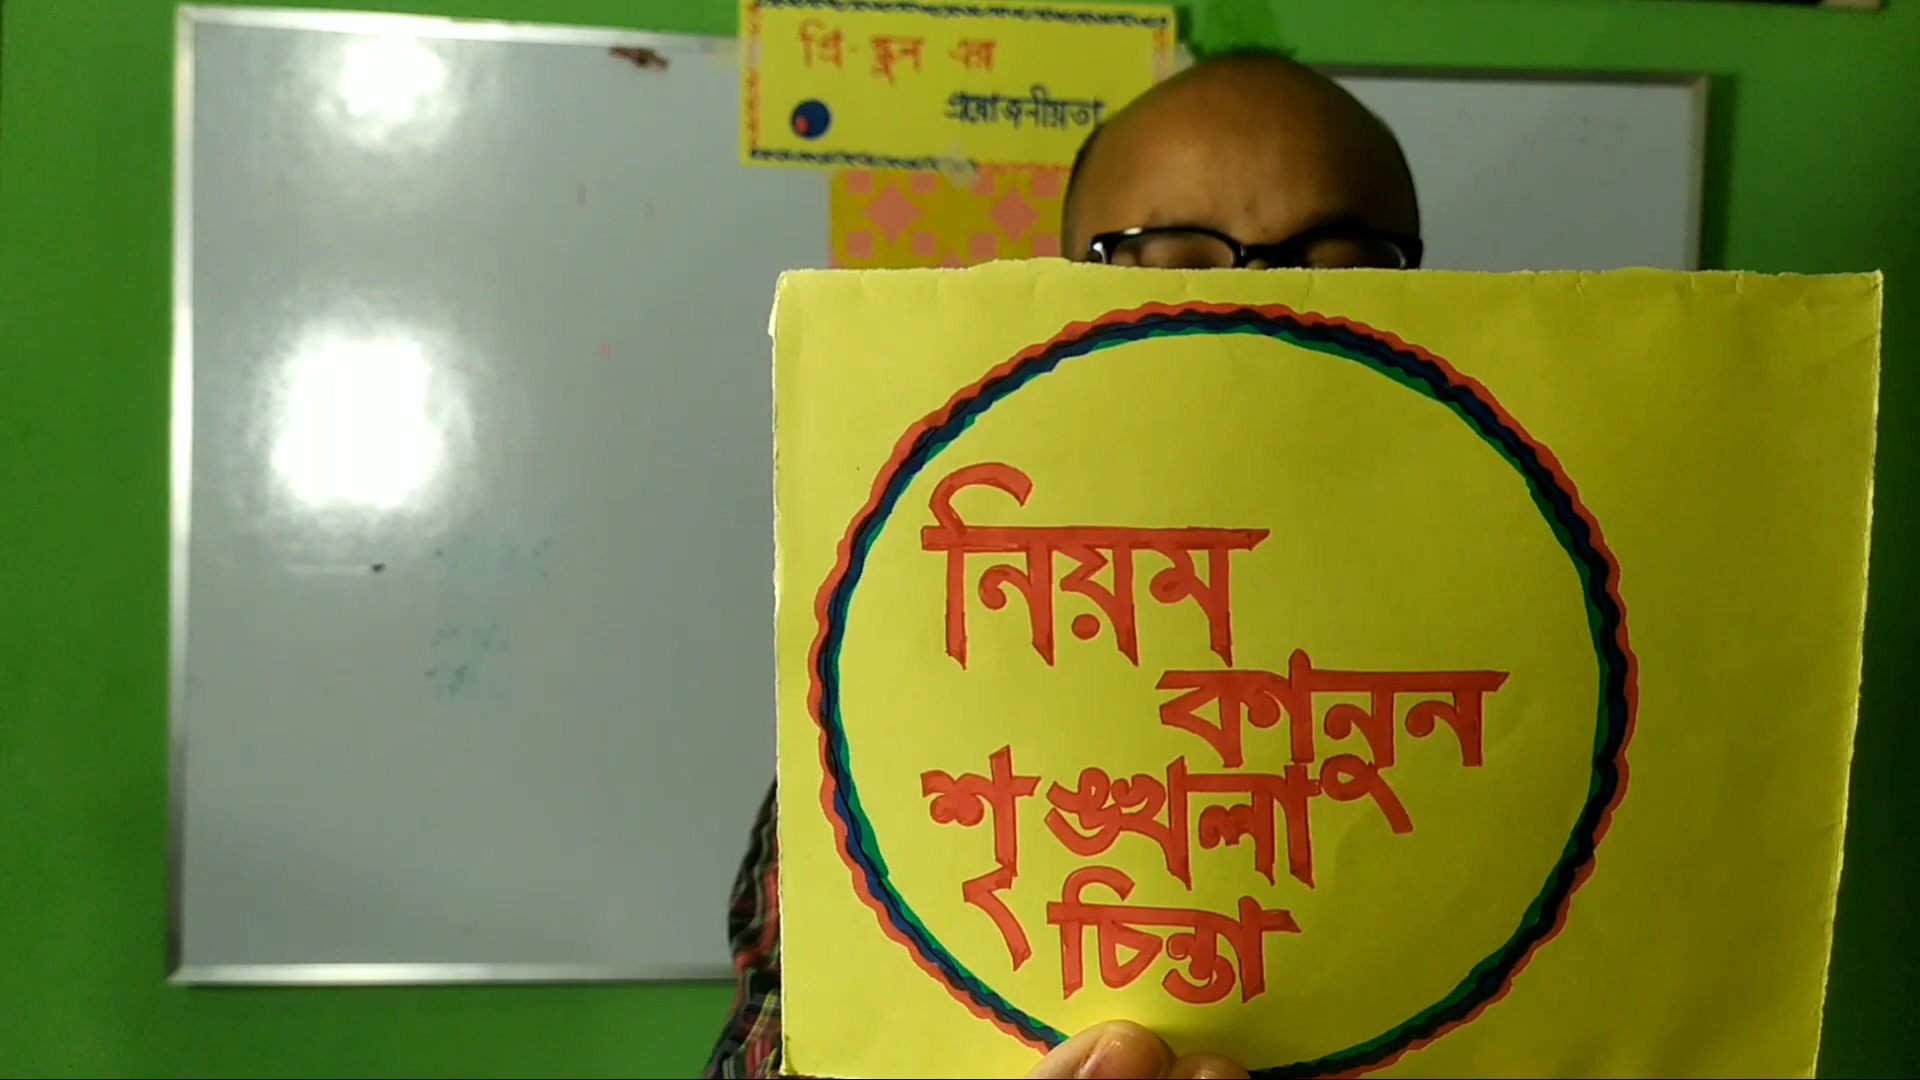 প্রি-স্কুল এর
প্রয়োজনীয়তা
নিয়ম
কানুন
শৃঙ্খলা
চিন্তা